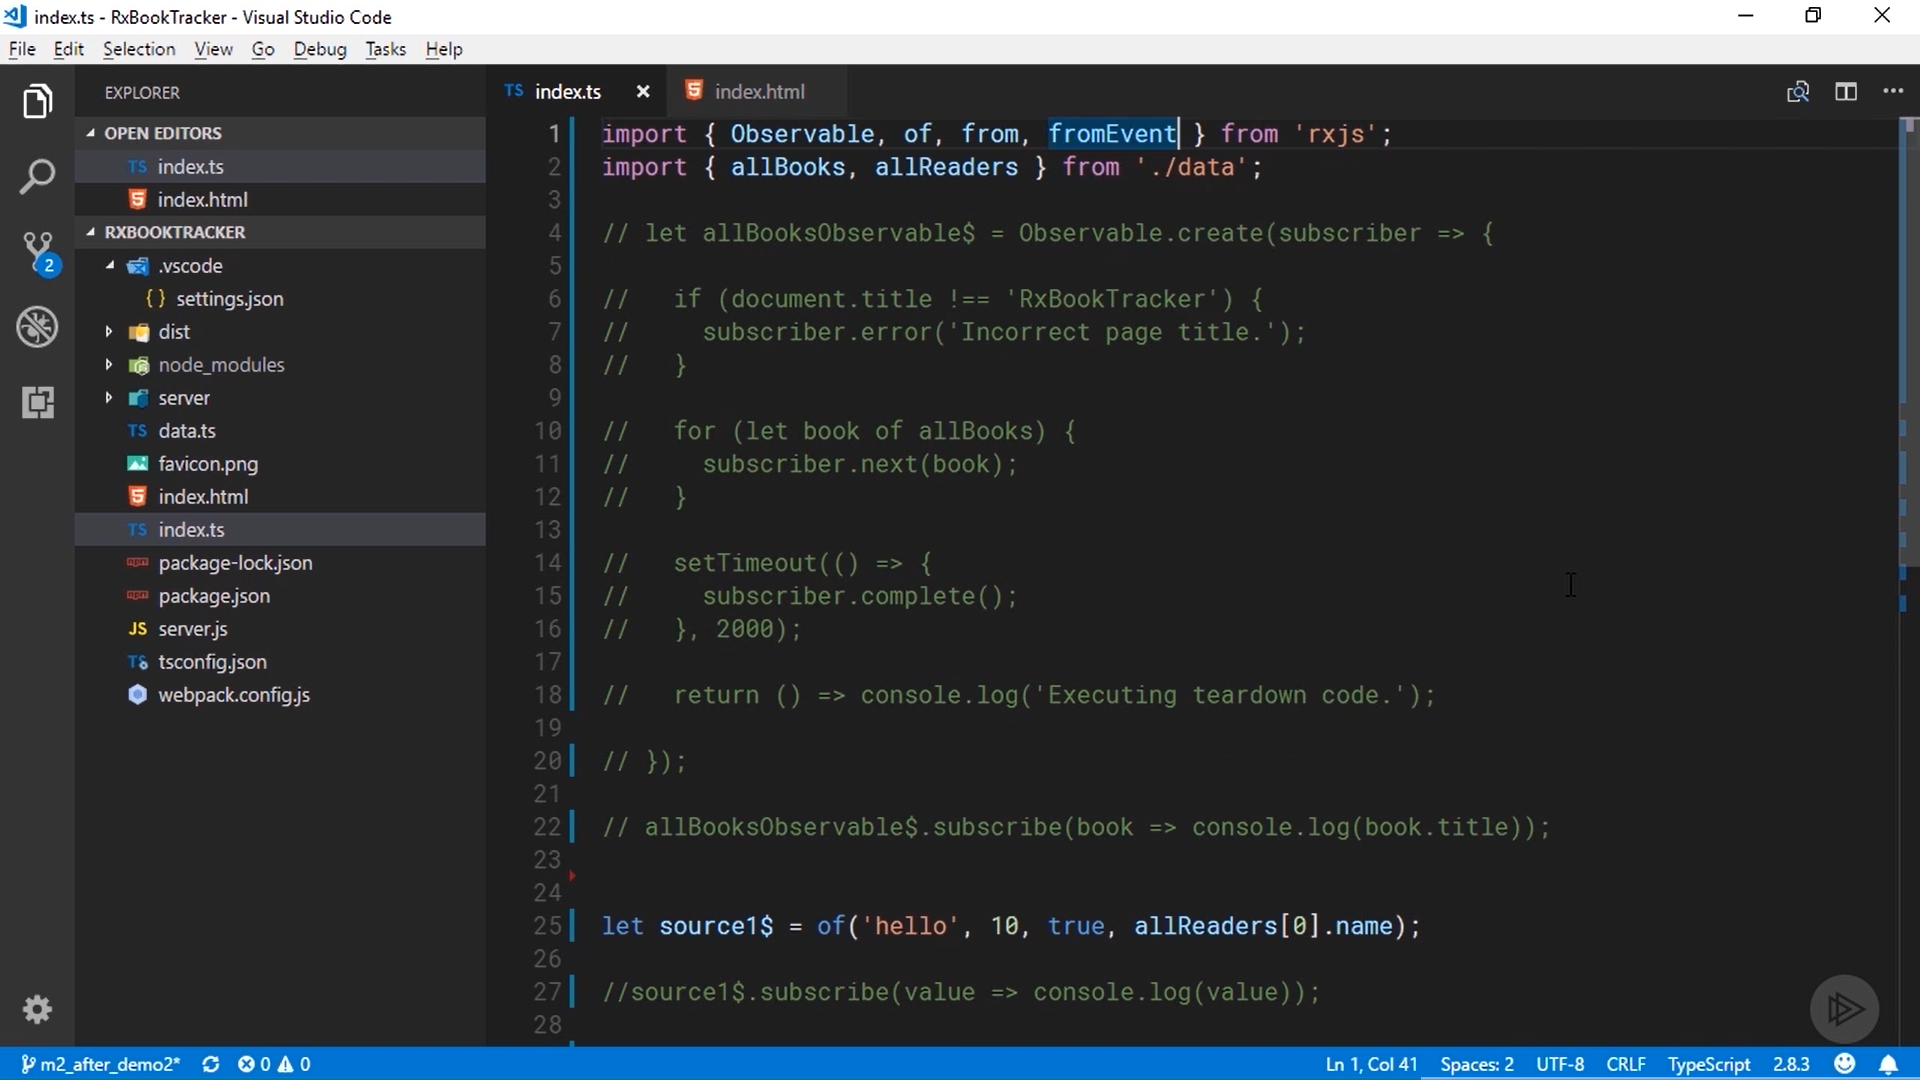 index.ts - RxBookTracker - Visual Studio Code
File Edit Selection View Go Debug Tasks Help
EXPLORER
OPEN EDITORS
TS index.ts
index.html
RXBOOKTRACKER
.vscode
{ } settings.json
dist
node_modules
server
TS data.ts
favicon.png
index.html
TS index.ts
package-lock.json
package.json
JS server.js
TS tsconfig.json
webpack.config.js
2
TS index.ts
index.html
1 import { Observable, of, from, fromEvent } from 'rxjs';
2 import { allBooks, allReaders } from './data';
3
4 // let allBooksObservable$ = Observable.create(subscriber => {
5
6 //   if (document.title !== 'RxBookTracker') {
7 //     subscriber.error('Incorrect page title.');
8 //   }
9
10 //   for (let book of allBooks) {
11 //     subscriber.next(book);
12 //   }
13
14 //   setTimeout(() => {
15 //     subscriber.complete();
16 //   }, 2000);
17
18 //   return () => console.log('Executing teardown code.');
19
20 // });
21
22 // allBooksObservable$.subscribe(book => console.log(book.title));
23
24
25 let source1$ = of('hello', 10, true, allReaders[0].name);
26
27 //source1$.subscribe(value => console.log(value));
28
m2_after_demo2* 0 0 Ln 1, Col 41 Spaces: 2 UTF-8 CRLF TypeScript 2.8.3